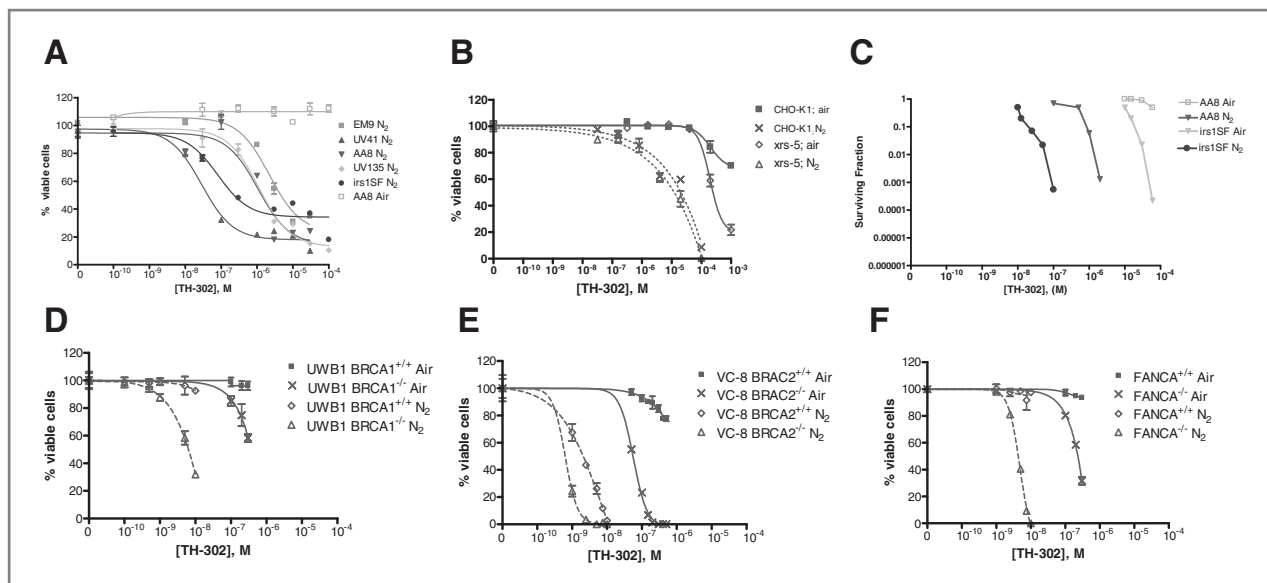 A
% viable cells
120
100
80
60
40
20
0
0
10-10
10-9
10-8
10-7
10-6
10-5
10-4
[TH-302], M
EM9 N2
UV41 N2
AA8 N2
UV135 N2
irs1SF N2
AA8 Air
B
% viable cells
120
100
80
60
40
20
0
0
10-10
10-9
10-8
10-7
10-6
10-5
10-4
10-3
[TH-302], M
CHO-K1; air
CHO-K1,N2
xrs-5; air
xrs-5; N2
C
Surviving Fraction
1
0.1
0.01
0.001
0.0001
0.00001
0.000001
0
10-10
10-9
10-8
10-7
10-6
10-5
10-4
[TH-302], (M)
AA8 Air
AA8 N2
irs1SF Air
irs1SF N2
D
% viable cells
120
100
80
60
40
20
0
0
10-10
10-9
10-8
10-7
10-6
10-5
10-4
[TH-302], M
UWB1 BRCA1+/+ Air
UWB1 BRCA1-/- Air
UWB1 BRCA1+/+ N2
UWB1 BRCA1-/- N2
E
% viable cells
120
100
80
60
40
20
0
0
10-10
10-9
10-8
10-7
10-6
10-5
10-4
[TH-302], M
VC-8 BRAC2+/+ Air
VC-8 BRAC2-/- Air
VC-8 BRCA2+/+ N2
VC-8 BRCA2-/- N2
F
% viable cells
120
100
80
60
40
20
0
0
10-10
10-9
10-8
10-7
10-6
10-5
10-4
[TH-302], M
FANCA+/+ Air
FANCA-/- Air
FANCA+/+ N2
FANCA-/- N2